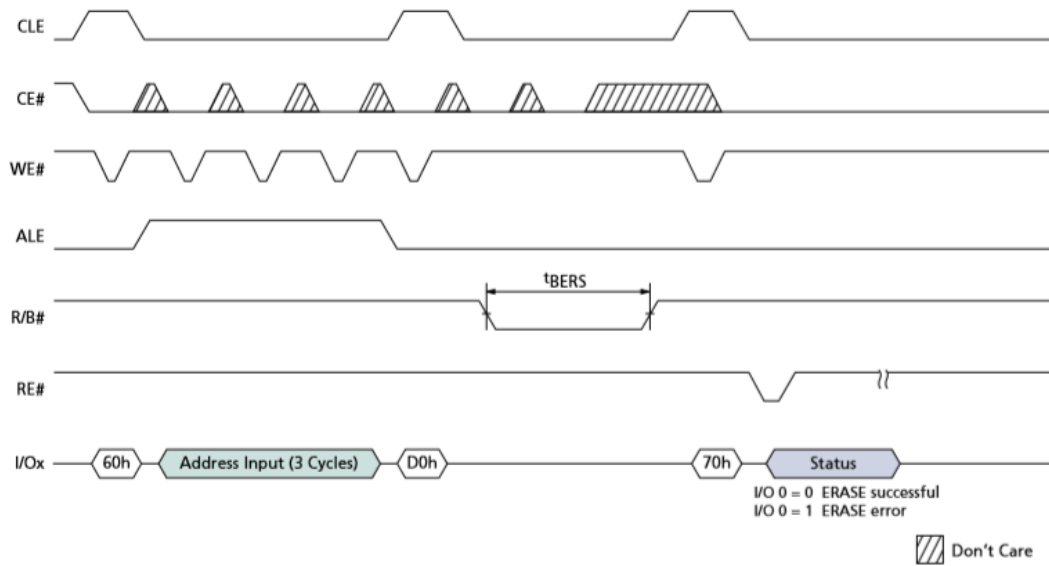 CLE
CE#
WE#
ALE
tBERS
R/B#
RE#
I/Ox
60h
Address Input (3 Cycles)
D0h
70h
Status
I/O 0 = 0 ERASE successful
I/O 0 = 1 ERASE error
Don't Care